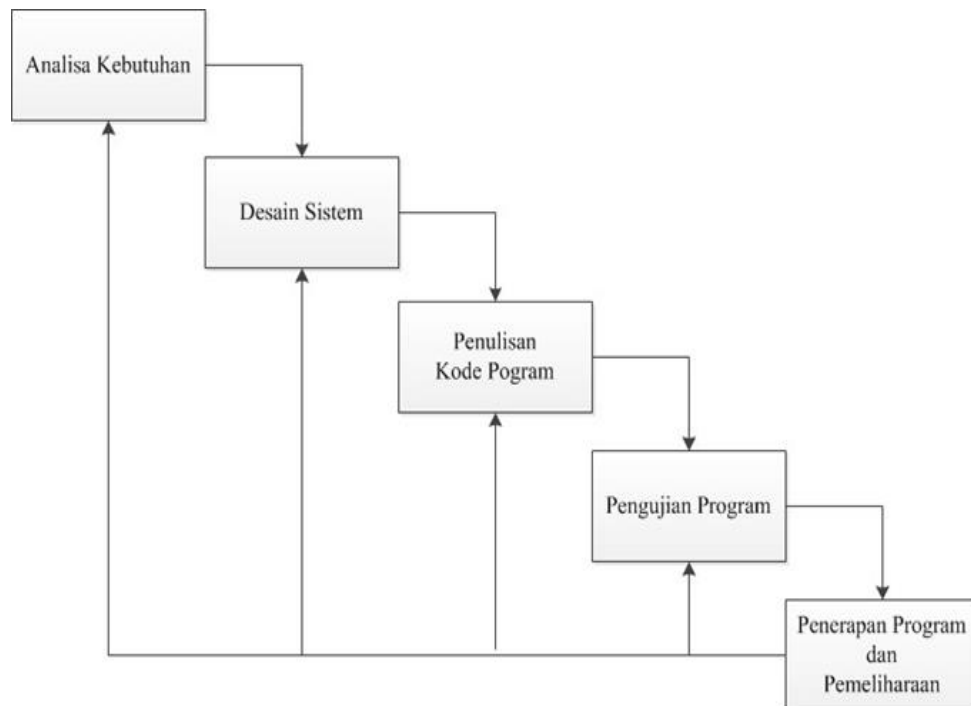 Analisa Kebutuhan
Desain Sistem
Penulisan
Kode Pogram
Pengujian Program
Penerapan Program
dan
Pemeliharaan